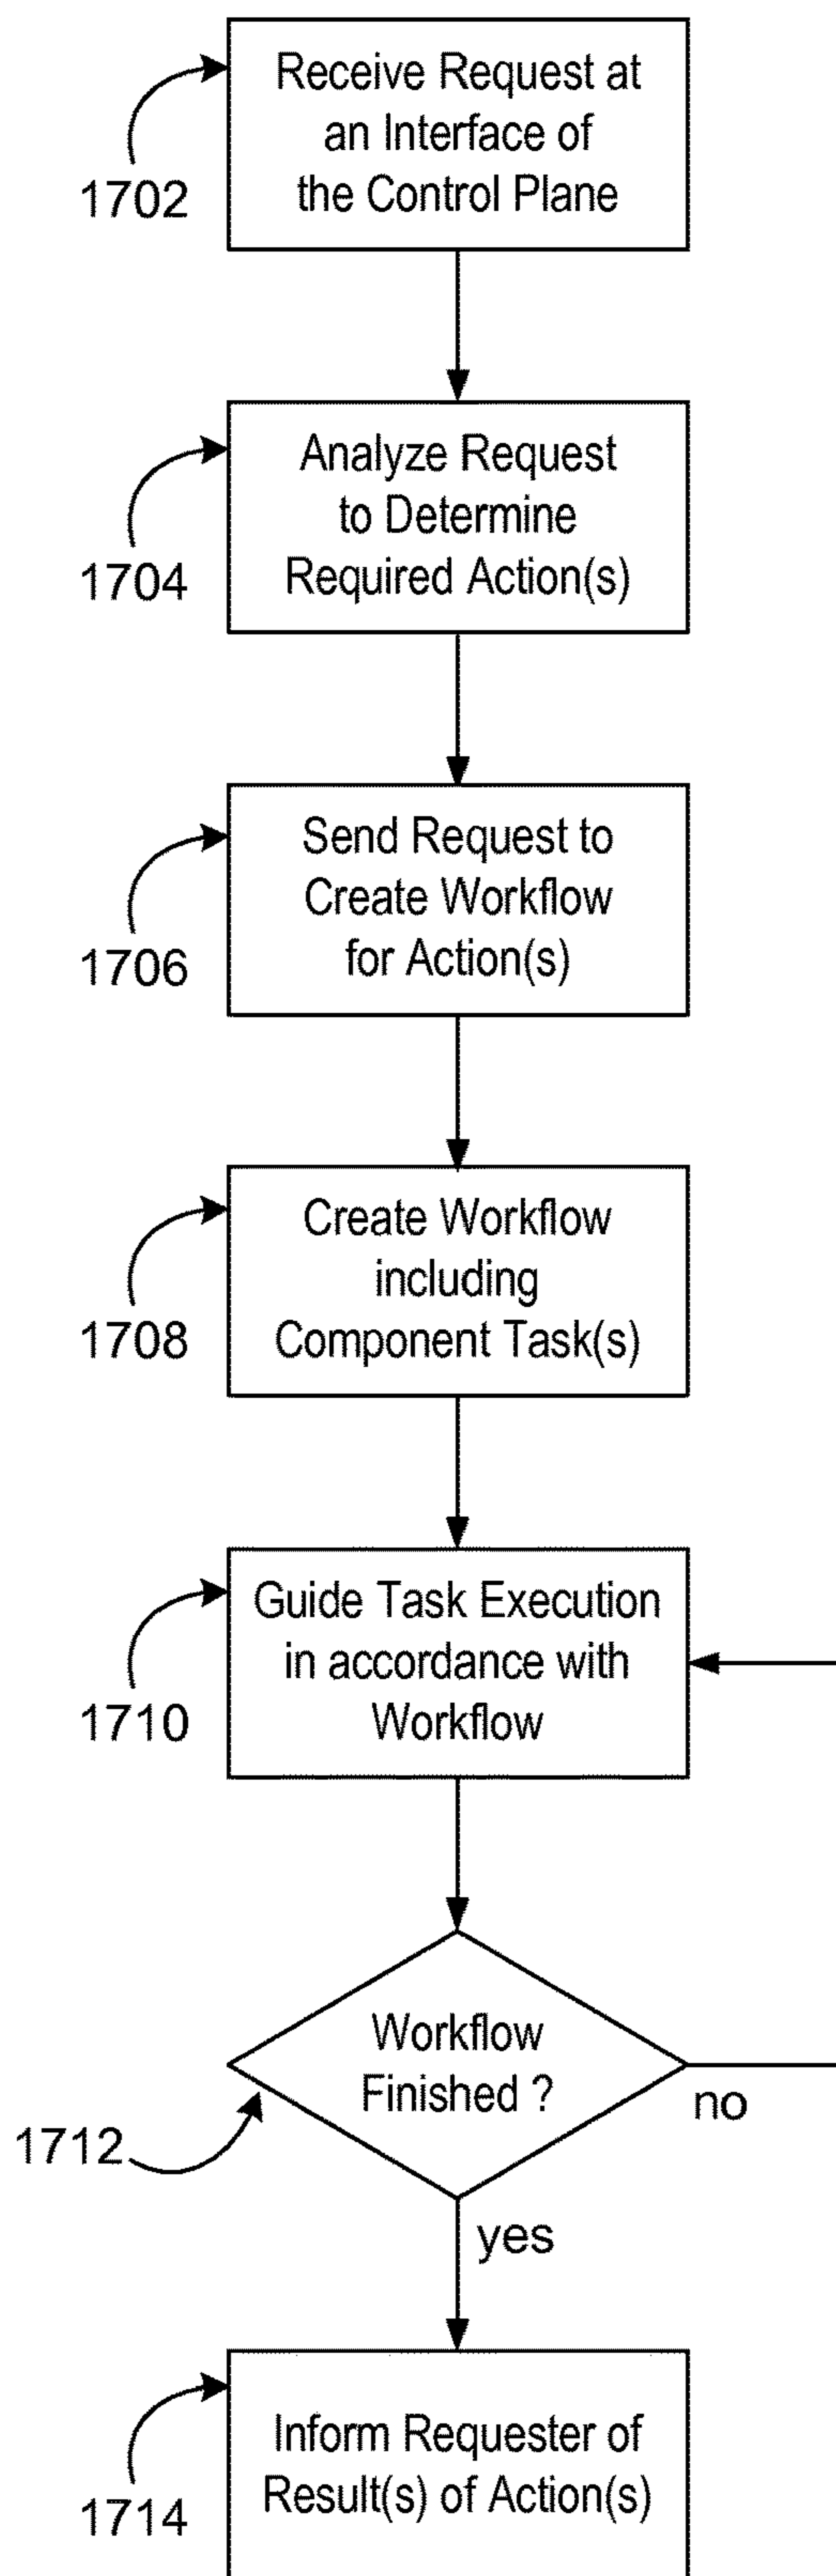 Receive Request at
an Interface of
the Control Plane
1702
Analyze Request
to Determine
Required Action(s)
1704
Send Request to
Create Workflow
for Action(s)
1706
Create Workflow
including
Component Task(s)
1708
Guide Task Execution
in accordance with
Workflow
1710
Workflow
Finished ?
no
1712
yes
Inform Requester of
Result(s) of Action(s)
1714